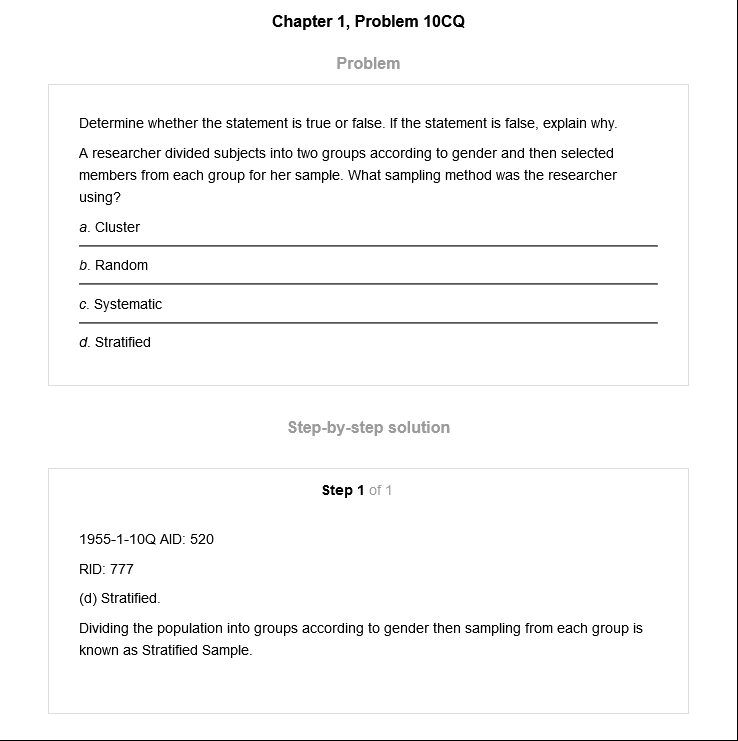 Chapter 1, Problem 10CQ
Problem
Determine whether the statement is true or false. If the statement is false, explain why.
A researcher divided subjects into two groups according to gender and then selected
members from each group for her sample. What sampling method was the researcher
using?
a. Cluster
b. Random
c. Systematic
d. Stratified
Step-by-step solution
Step 1 of 1
1955-1-10Q AID: 520
RID: 777
(d) Stratified.
Dividing the population into groups according to gender then sampling from each group is
known as Stratified Sample.